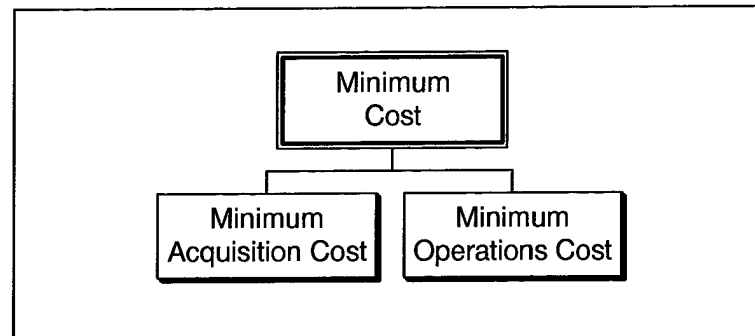 Minimum
Cost
Minimum
Acquisition Cost
Minimum
Operations Cost